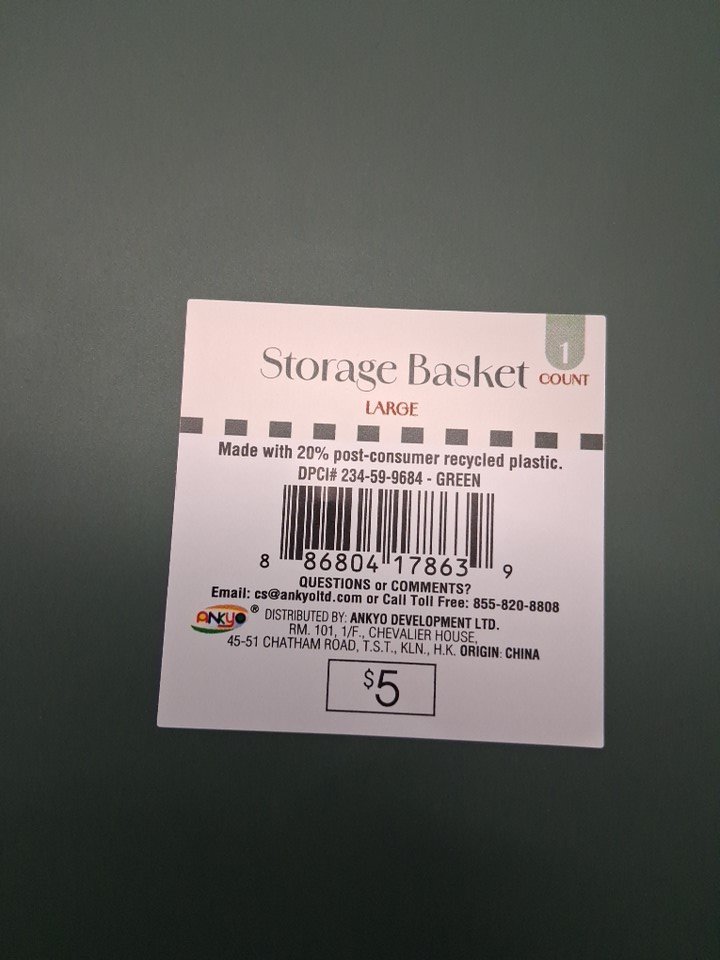 1
Storage Basket COUNT
LARGE
Made with 20% post-consumer recycled plastic.
DPCI# 234-59-9684 - GREEN
8 86804 17863 9
QUESTIONS or COMMENTS?
Email: cs@ankyoltd.com or Call Toll Free: 855-820-8808
ANKYO ® DISTRIBUTED BY: ANKYO DEVELOPMENT LTD.
RM. 101, 1/F., CHEVALIER HOUSE,
45-51 CHATHAM ROAD, T.S.T., KLN., H.K. ORIGIN: CHINA
$5